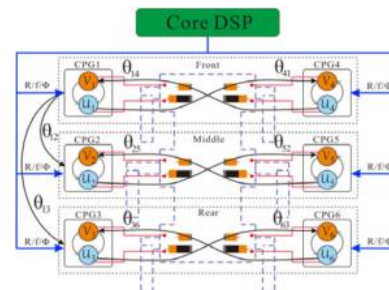 Core DSP
CPG1 θ14 Front θ41 CPG4
V1 V4
R/f/Φ R/f/Φ
U1 U4
θ12
CPG2 θ25 Middle θ52 CPG5
V2 V5
R/f/Φ R/f/Φ
U2 U5
θ13
CPG3 θ36 Rear θ63 CPG6
V3 V6
R/f/Φ R/f/Φ
U3 U6